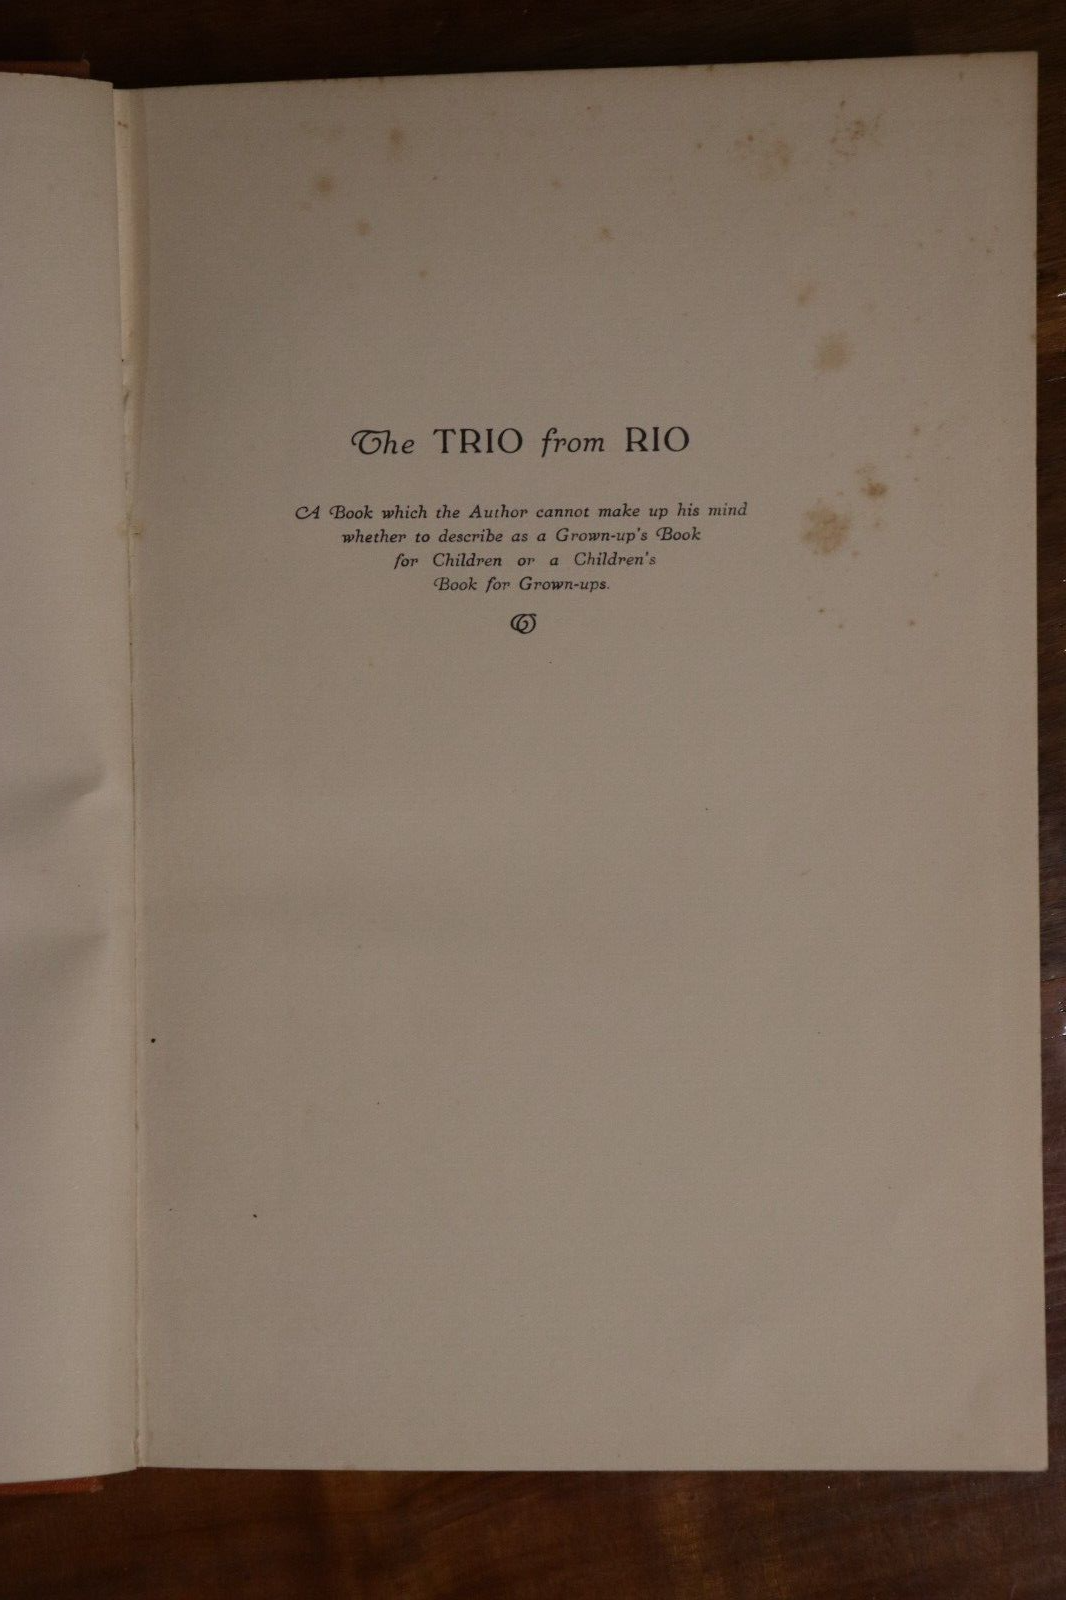 The TRIO from RIO
A Book which the Author cannot make up his mind
whether to describe as a Grown-up's Book
for Children or a Children's
Book for Grown-ups.